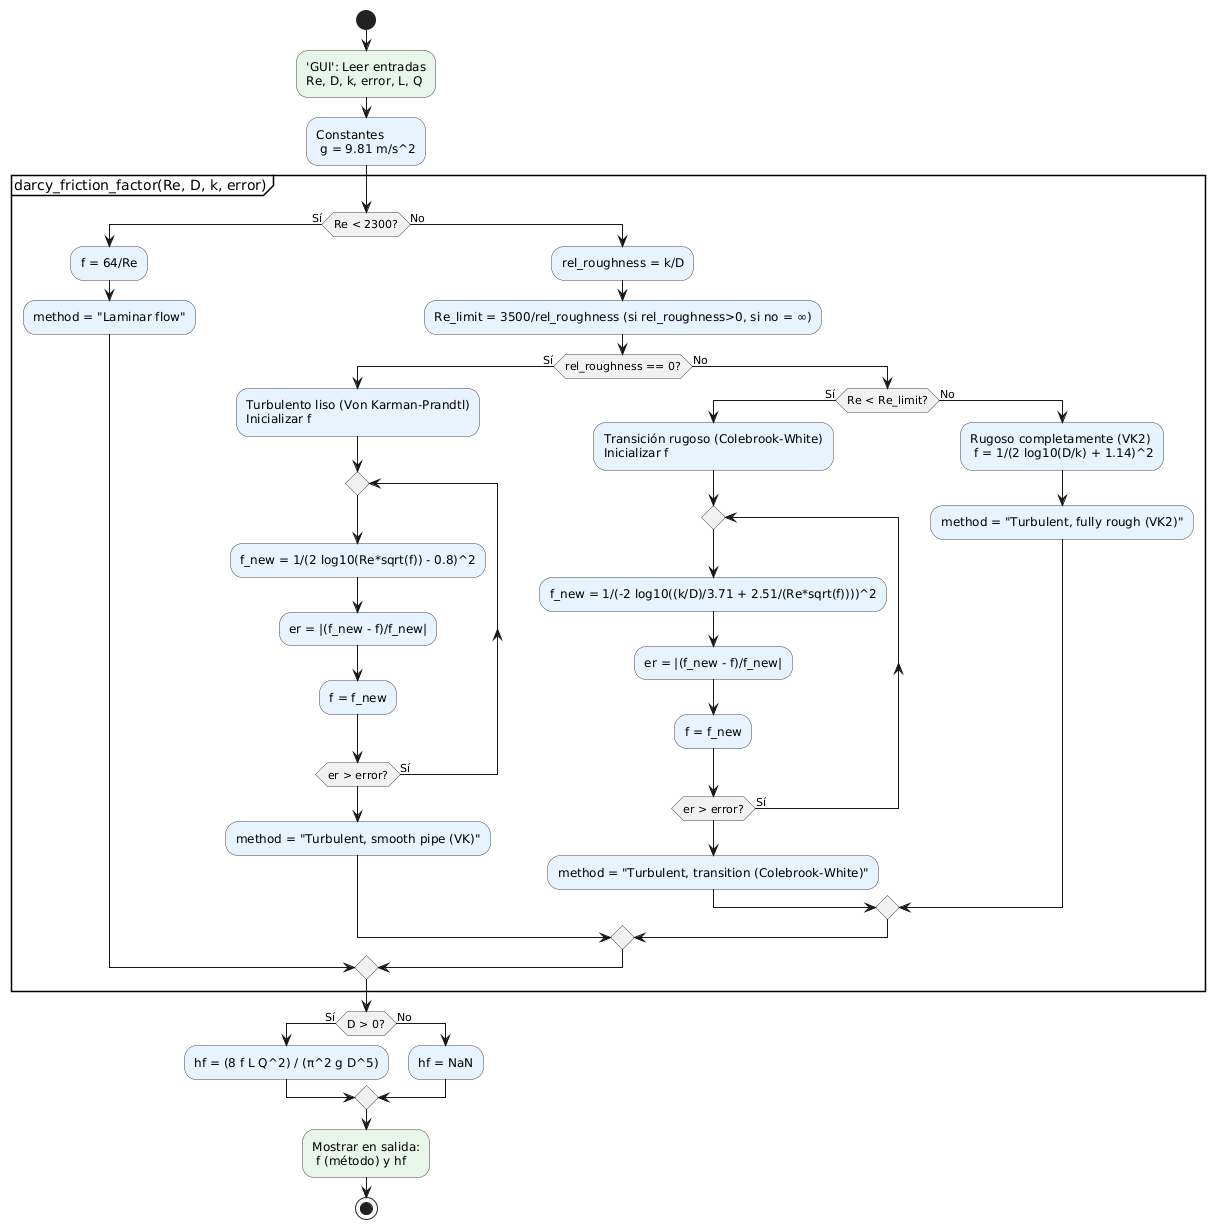 'GUI': Leer entradas
Re, D, k, error, L, Q
Constantes
g = 9.81 m/s^2
darcy_friction_factor(Re, D, k, error)
Re < 2300?
Sí
No
f = 64/Re
method = "Laminar flow"
rel_roughness = k/D
Re_limit = 3500/rel_roughness (si rel_roughness>0, si no = ∞)
rel_roughness == 0?
Sí
No
Turbulento liso (Von Karman-Prandtl)
Inicializar f
f_new = 1/(2 log10(Re*sqrt(f)) - 0.8)^2
er = |(f_new - f)/f_new|
f = f_new
er > error?
Sí
method = "Turbulent, smooth pipe (VK)"
Re < Re_limit?
Sí
No
Transición rugoso (Colebrook-White)
Inicializar f
f_new = 1/(-2 log10((k/D)/3.71 + 2.51/(Re*sqrt(f))))^2
er = |(f_new - f)/f_new|
f = f_new
er > error?
Sí
method = "Turbulent, transition (Colebrook-White)"
Rugoso completamente (VK2)
f = 1/(2 log10(D/k) + 1.14)^2
method = "Turbulent, fully rough (VK2)"
D > 0?
Sí
No
hf = (8 f L Q^2) / (π^2 g D^5)
hf = NaN
Mostrar en salida:
f (método) y hf